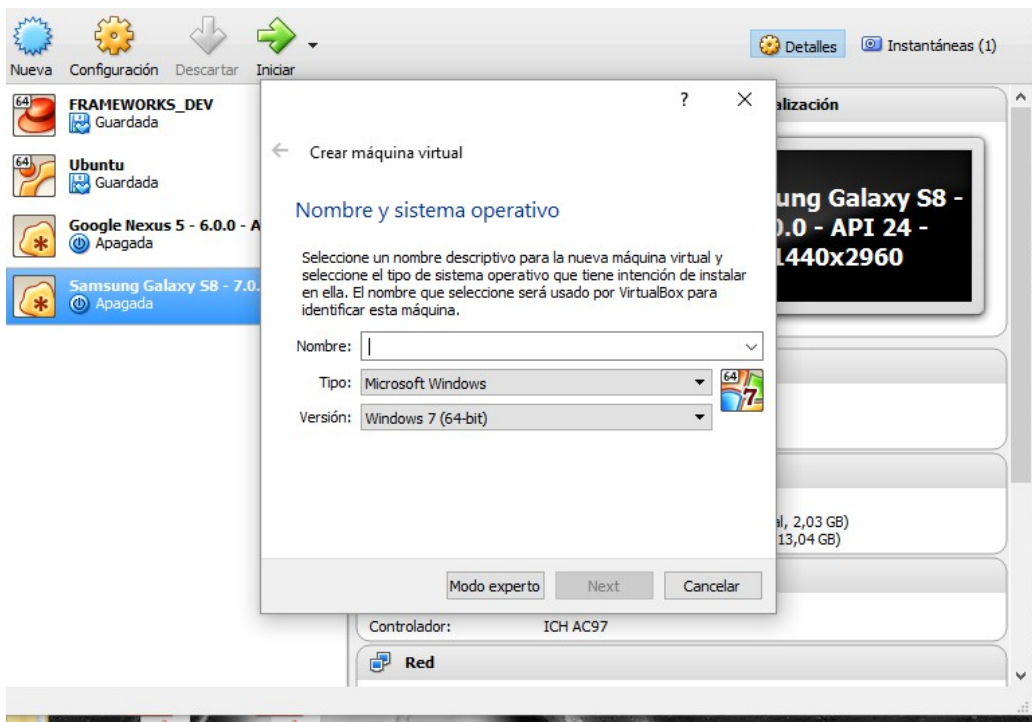 Nueva Configuración Descartar Iniciar
Detalles Instantáneas (1)
64 FRAMEWORKS_DEV
Guardada
64 Ubuntu
Guardada
Google Nexus 5 - 6.0.0 - A
Apagada
Samsung Galaxy S8 - 7.0.
Apagada
? X
Crear máquina virtual
Nombre y sistema operativo
Seleccione un nombre descriptivo para la nueva máquina virtual y
seleccione el tipo de sistema operativo que tiene intención de instalar
en ella. El nombre que seleccione será usado por VirtualBox para
identificar esta máquina.
Nombre:
Tipo: Microsoft Windows
64 7
Versión: Windows 7 (64-bit)
Modo experto Next Cancelar
alización
ung Galaxy S8 -
.0 - API 24 -
1440x2960
al, 2,03 GB)
13,04 GB)
Controlador: ICH AC97
Red